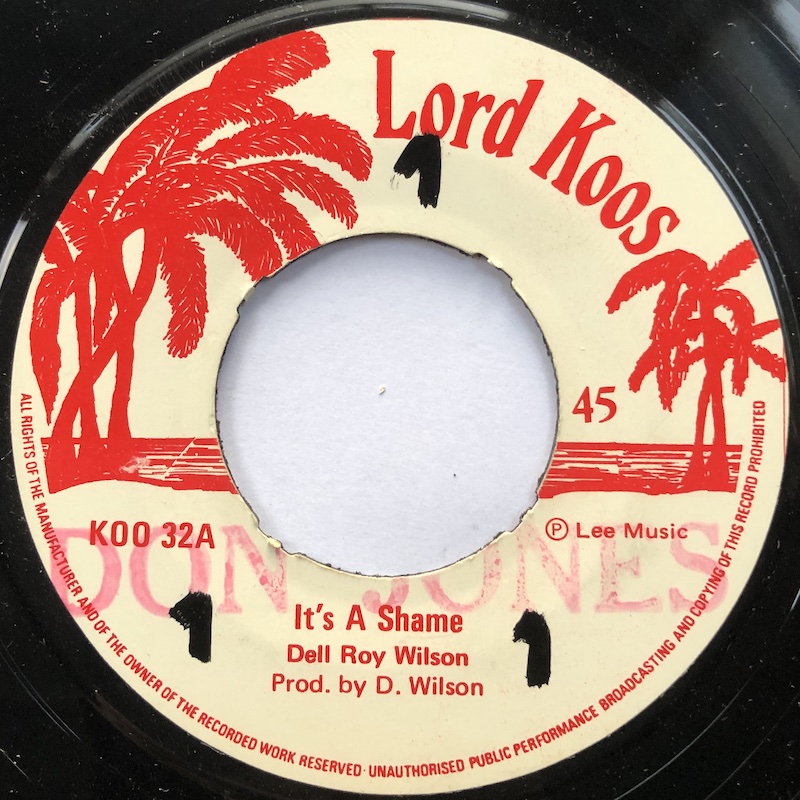 Lord Koos
1
45
KOO 32A
℗ Lee Music
DON JONES
1
1
It's A Shame
Dell Roy Wilson
Prod. by D. Wilson
ALL RIGHTS OF THE MANUFACTURER AND OF THE OWNER OF THE RECORDED WORK RESERVED · UNAUTHORISED PUBLIC PERFORMANCE BROADCASTING AND COPYING OF THIS RECORD PROHIBITED